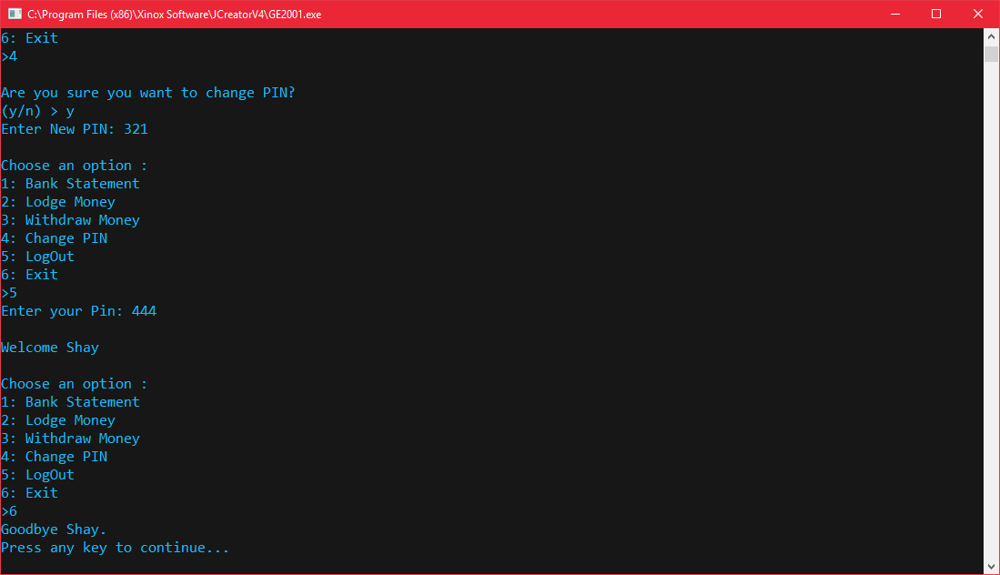 C:\Program Files (x86)\Xinox Software\JCreatorV4\GE2001.exe
6: Exit
>4
Are you sure you want to change PIN?
(y/n) > y
Enter New PIN: 321
Choose an option :
1: Bank Statement
2: Lodge Money
3: Withdraw Money
4: Change PIN
5: LogOut
6: Exit
>5
Enter your Pin: 444
Welcome Shay
Choose an option :
1: Bank Statement
2: Lodge Money
3: Withdraw Money
4: Change PIN
5: LogOut
6: Exit
>6
Goodbye Shay.
Press any key to continue...